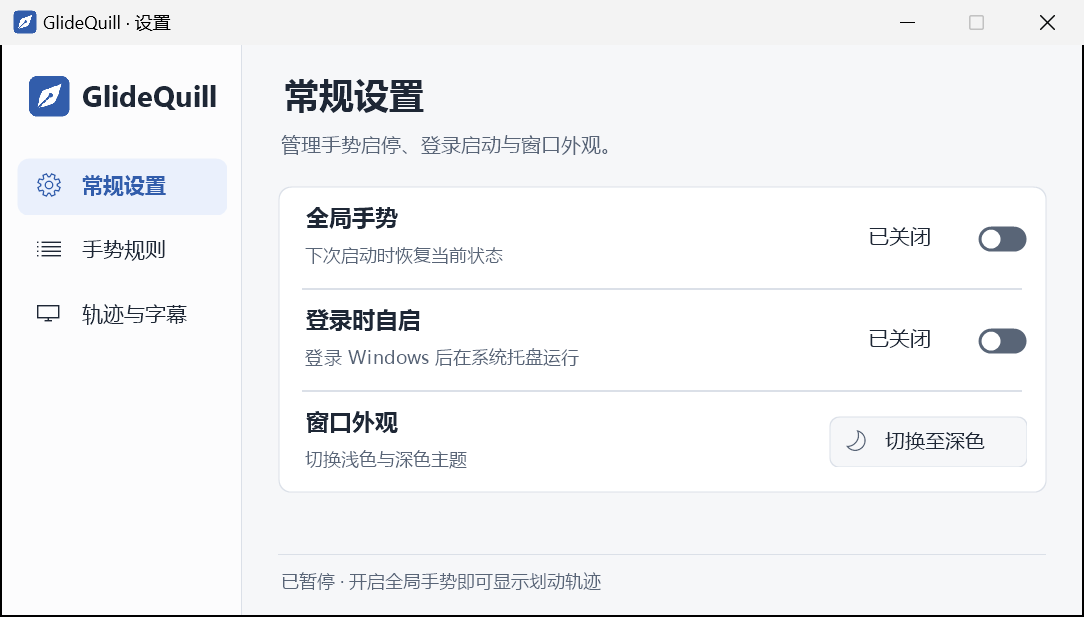 GlideQuill · 设置
GlideQuill
常规设置
手势规则
轨迹与字幕
常规设置
管理手势启停、登录启动与窗口外观。
全局手势
下次启动时恢复当前状态
已关闭
登录时自启
登录 Windows 后在系统托盘运行
已关闭
窗口外观
切换浅色与深色主题
切换至深色
已暂停 · 开启全局手势即可显示划动轨迹